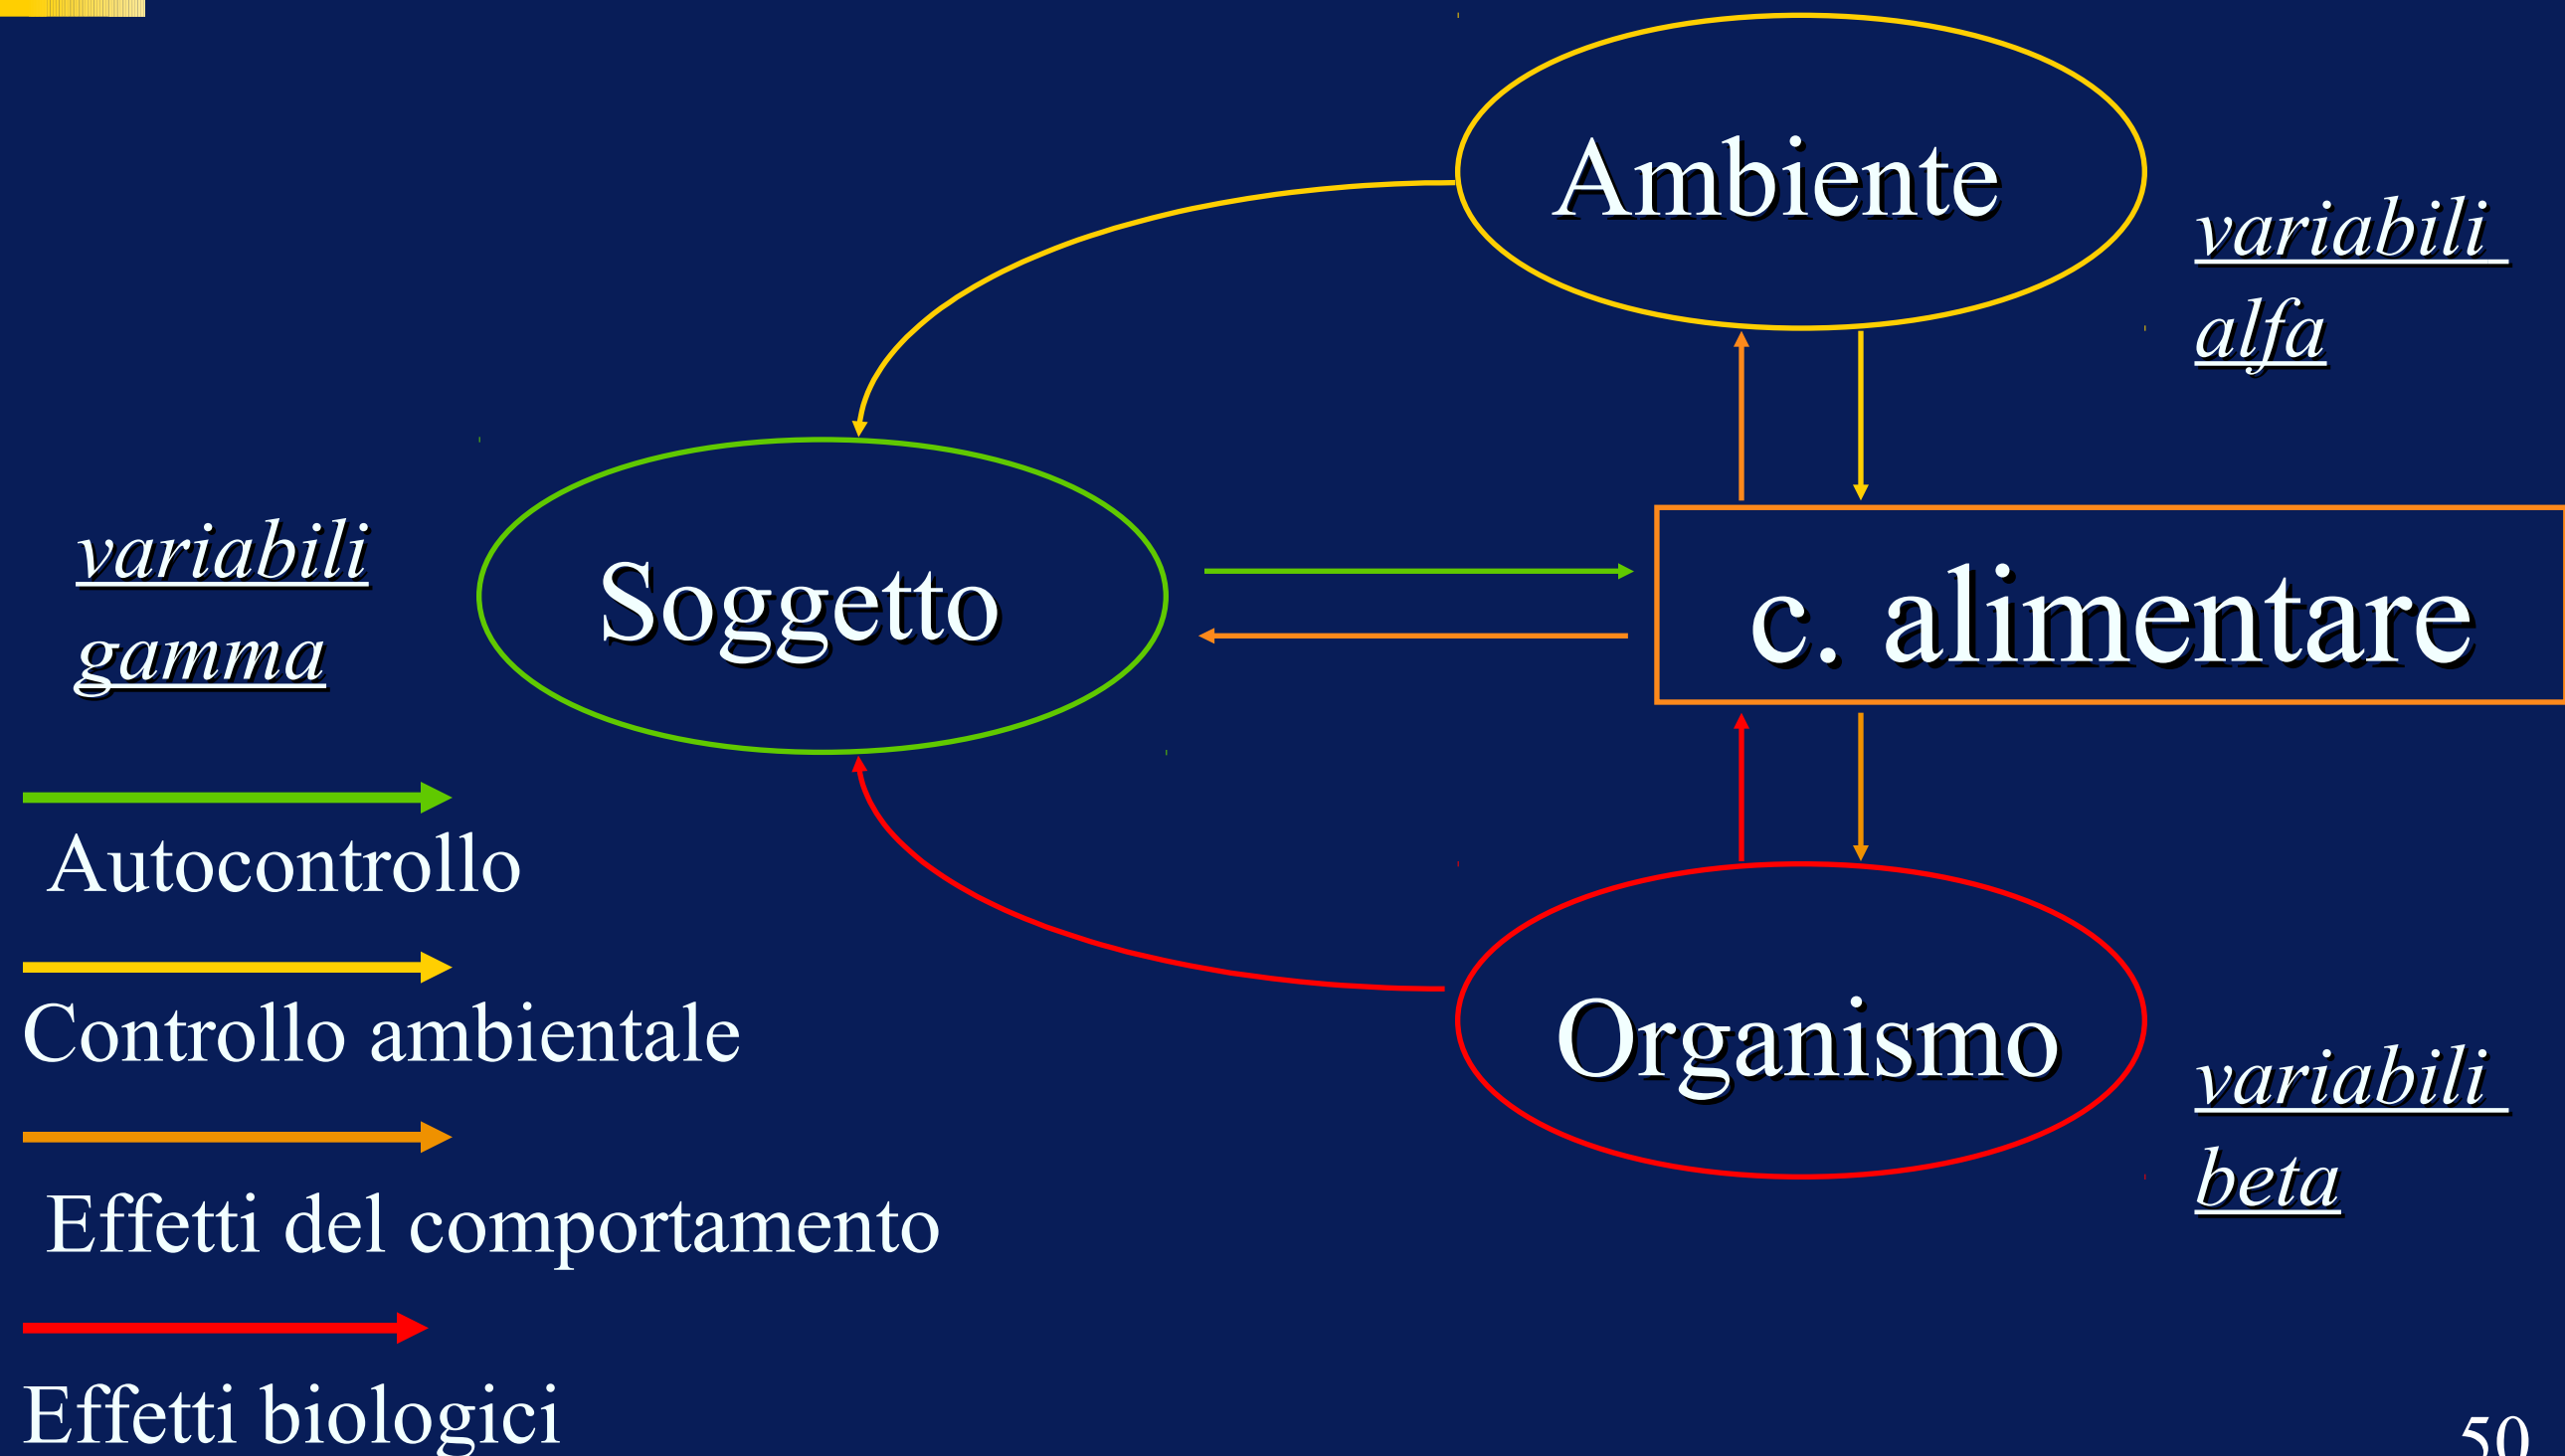 Ambiente
variabili
alfa
variabili
gamma
Soggetto
c. alimentare
Autocontrollo
Controllo ambientale
Organismo
variabili
beta
Effetti del comportamento
Effetti biologici
50